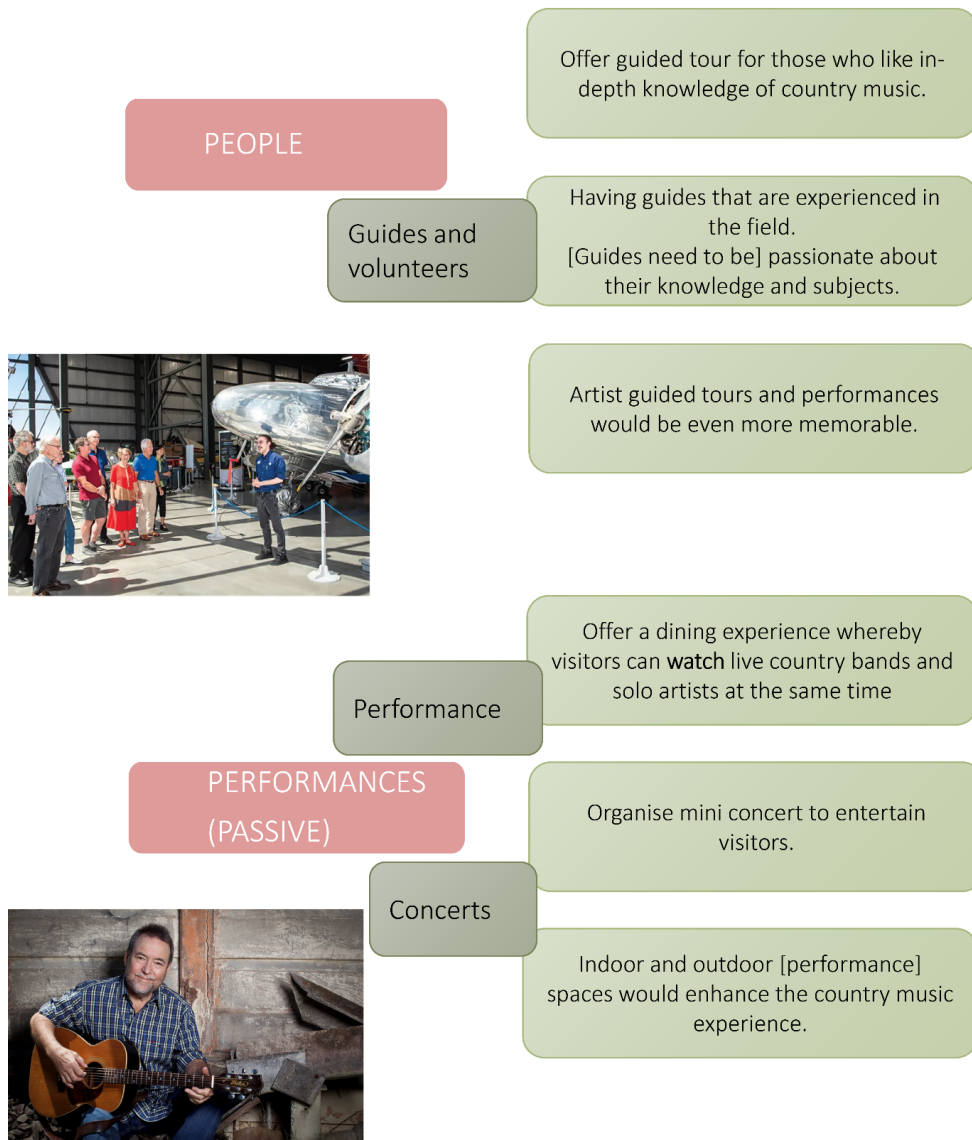 PEOPLE
Guides and
volunteers
Offer guided tour for those who like in-
depth knowledge of country music.
Having guides that are experienced in
the field.
[Guides need to be] passionate about
their knowledge and subjects.
Artist guided tours and performances
would be even more memorable.
PERFORMANCES
(PASSIVE)
Performance
Offer a dining experience whereby
visitors can watch live country bands and
solo artists at the same time
Concerts
Organise mini concert to entertain
visitors.
Indoor and outdoor [performance]
spaces would enhance the country music
experience.